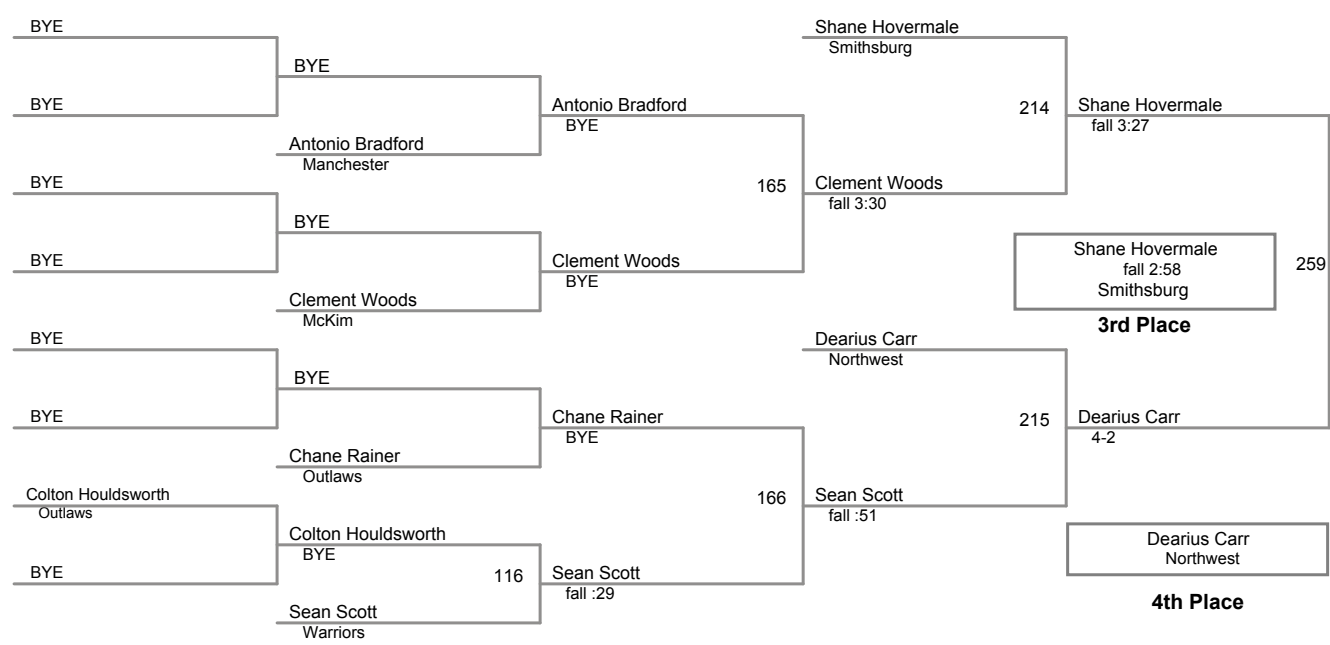 BYE
BYE
BYE
Antonio Bradford
Manchester
Antonio Bradford
BYE
BYE
BYE
BYE
Clement Woods
McKim
Clement Woods
BYE
165
Clement Woods
fall 3:30
Shane Hovermale
Smithsburg
214
Shane Hovermale
fall 3:27
BYE
BYE
BYE
Chane Rainer
Outlaws
Chane Rainer
BYE
Colton Houldsworth
Outlaws
BYE
Colton Houldsworth
BYE
116
Sean Scott
Warriors
Sean Scott
fall :29
166
Sean Scott
fall :51
Dearius Carr
Northwest
215
Dearius Carr
4-2
259
Shane Hovermale
fall 2:58
Smithsburg
3rd Place
Dearius Carr
Northwest
4th Place